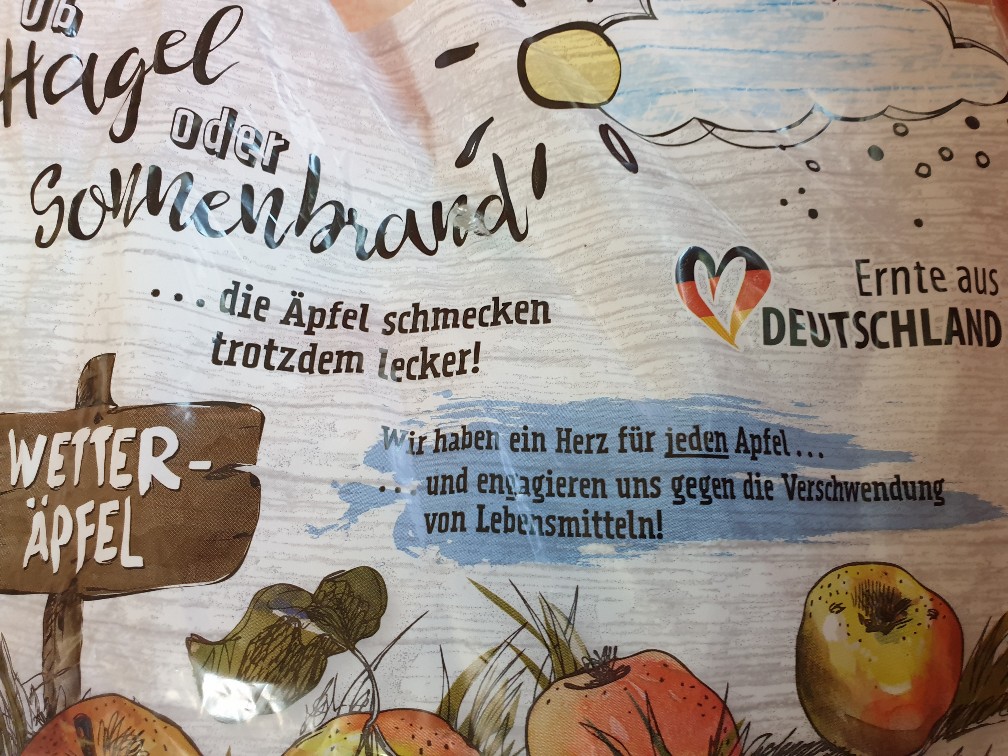 Ob
Hagel
oder
Sonnenbrand
... die Äpfel schmecken
trotzdem lecker!
Ernte aus
DEUTSCHLAND
WETTER-
ÄPFEL
Wir haben ein Herz für jeden Apfel...
... und engagieren uns gegen die Verschwendung
von Lebensmitteln!